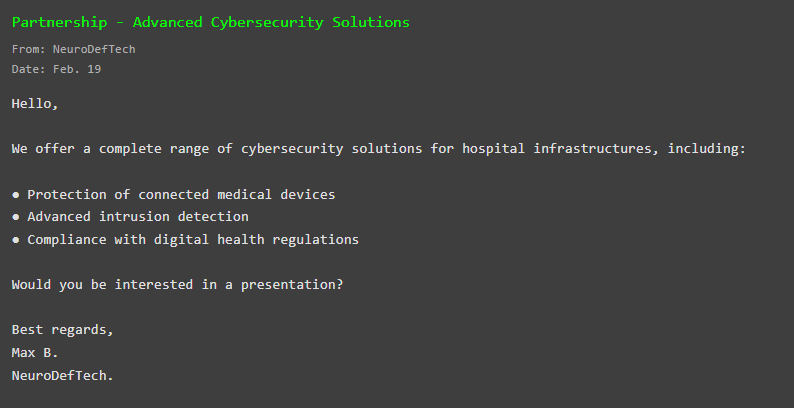 Partnership - Advanced Cybersecurity Solutions
From: NeuroDefTech
Date: Feb. 19
Hello,
We offer a complete range of cybersecurity solutions for hospital infrastructures, including:
● Protection of connected medical devices
● Advanced intrusion detection
● Compliance with digital health regulations
Would you be interested in a presentation?
Best regards,
Max B.
NeuroDefTech.